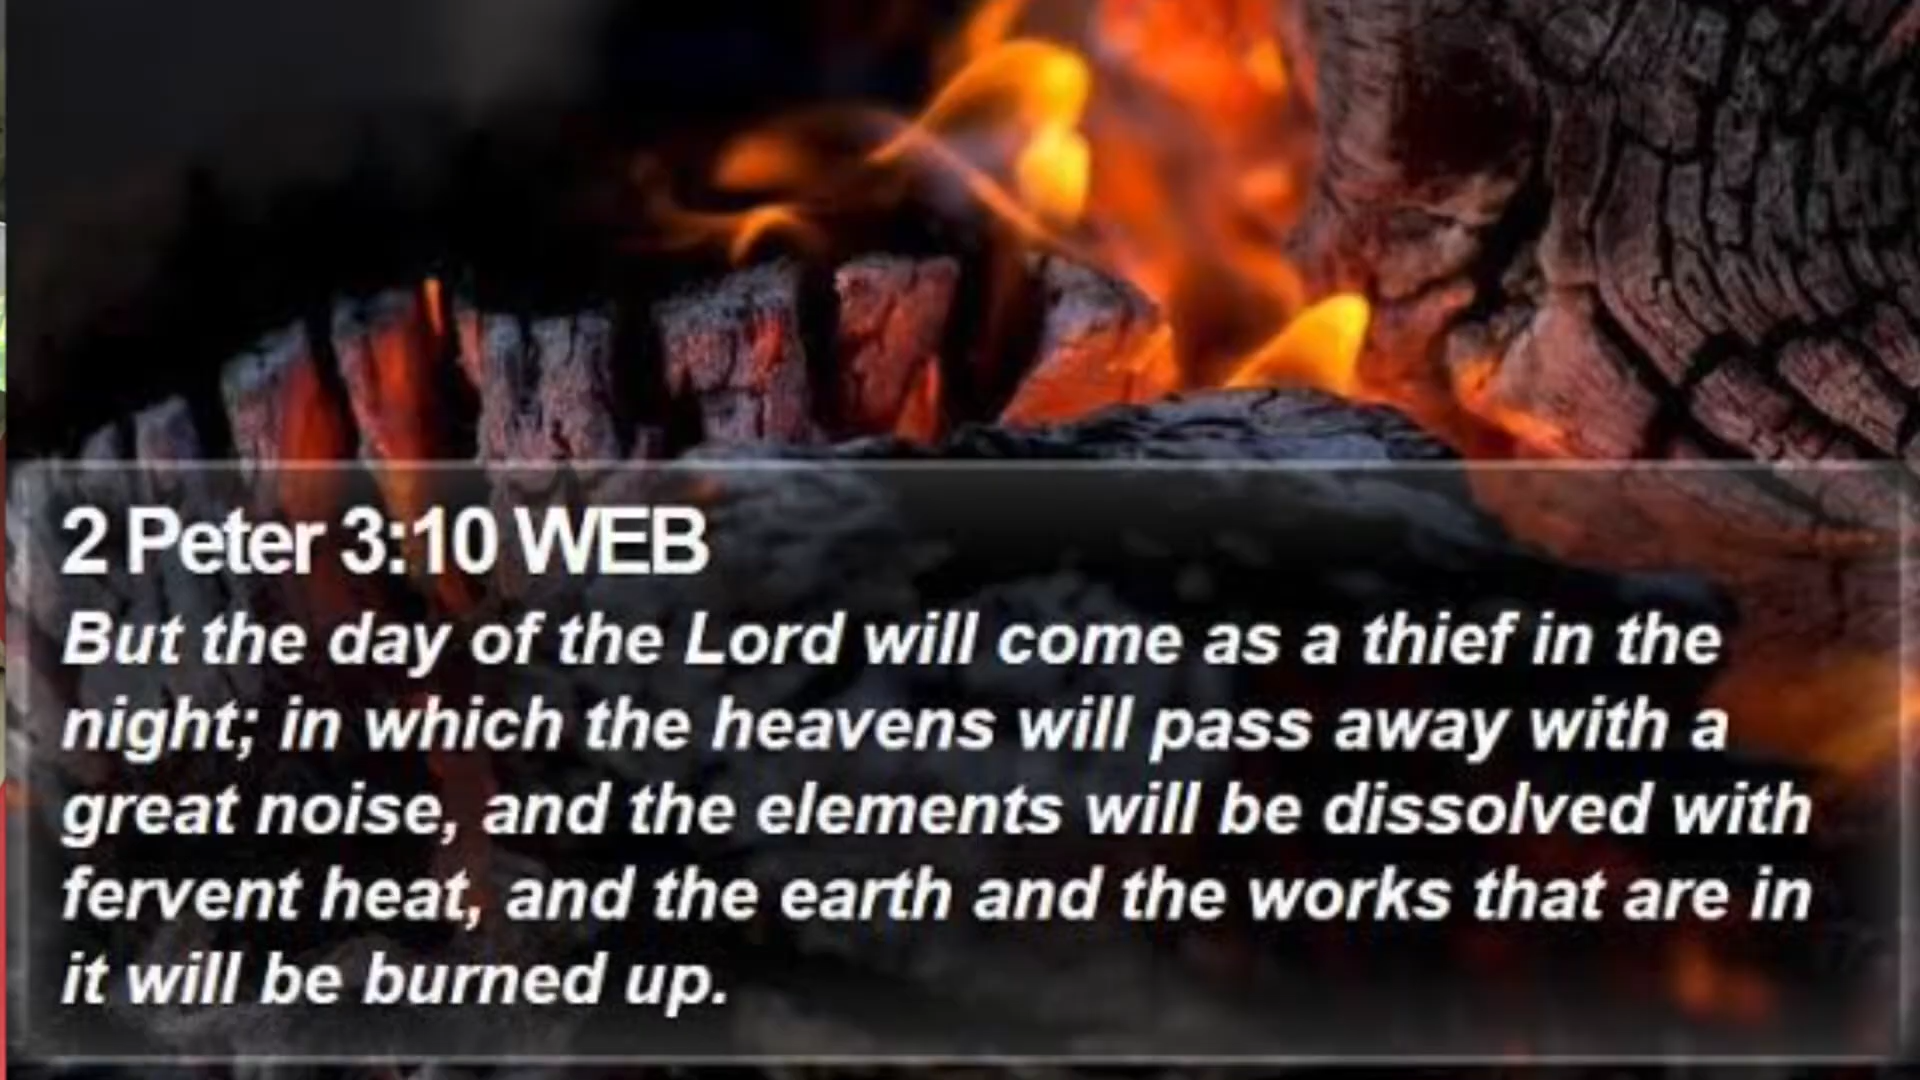 2 Peter 3:10 WEB
But the day of the Lord will come as a thief in the
night; in which the heavens will pass away with a
great noise, and the elements will be dissolved with
fervent heat, and the earth and the works that are in
it will be burned up.